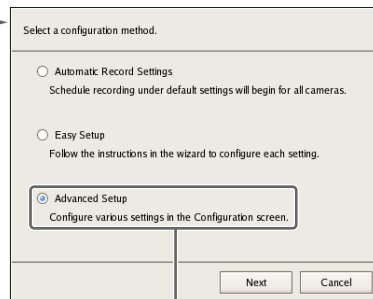 Select a configuration method.
Automatic Record Settings
Schedule recording under default settings will begin for all cameras.
Easy Setup
Follow the instructions in the wizard to configure each setting.
Advanced Setup
Configure various settings in the Configuration screen.
Next Cancel